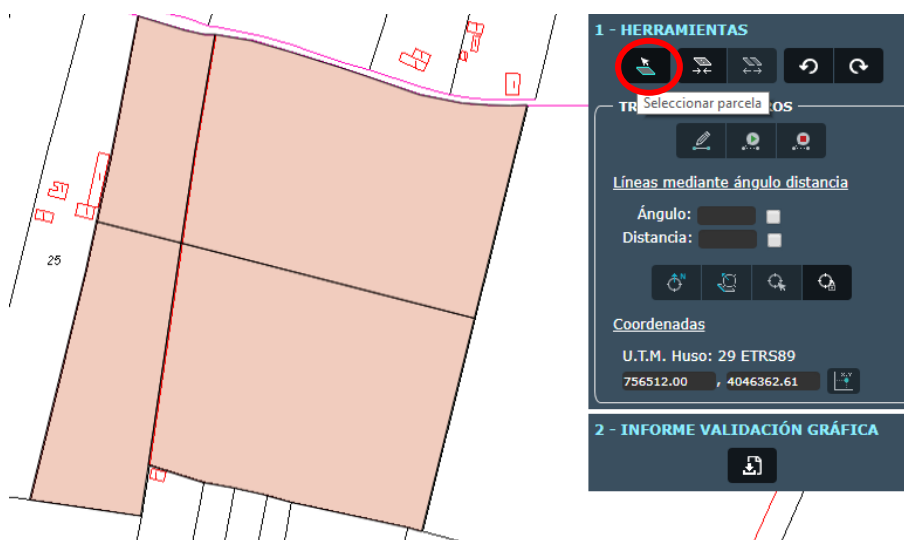 1 - HERRAMIENTAS
Seleccionar parcela
TR
OS
Líneas mediante ángulo distancia
Ángulo:
Distancia:
N
Coordenadas
U.T.M. Huso: 29 ETRS89
756512.00 , 4046362.61
X,Y
2 - INFORME VALIDACIÓN GRÁFICA
25